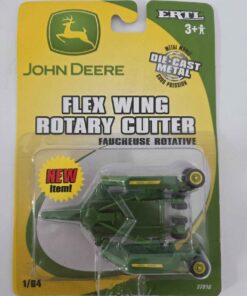 ERTL
3+
JOHN DEERE
DIE-CAST
METAL
FLEX WING
ROTARY CUTTER
FAUCHEUSE ROTATIVE
NEW
item!
1/64